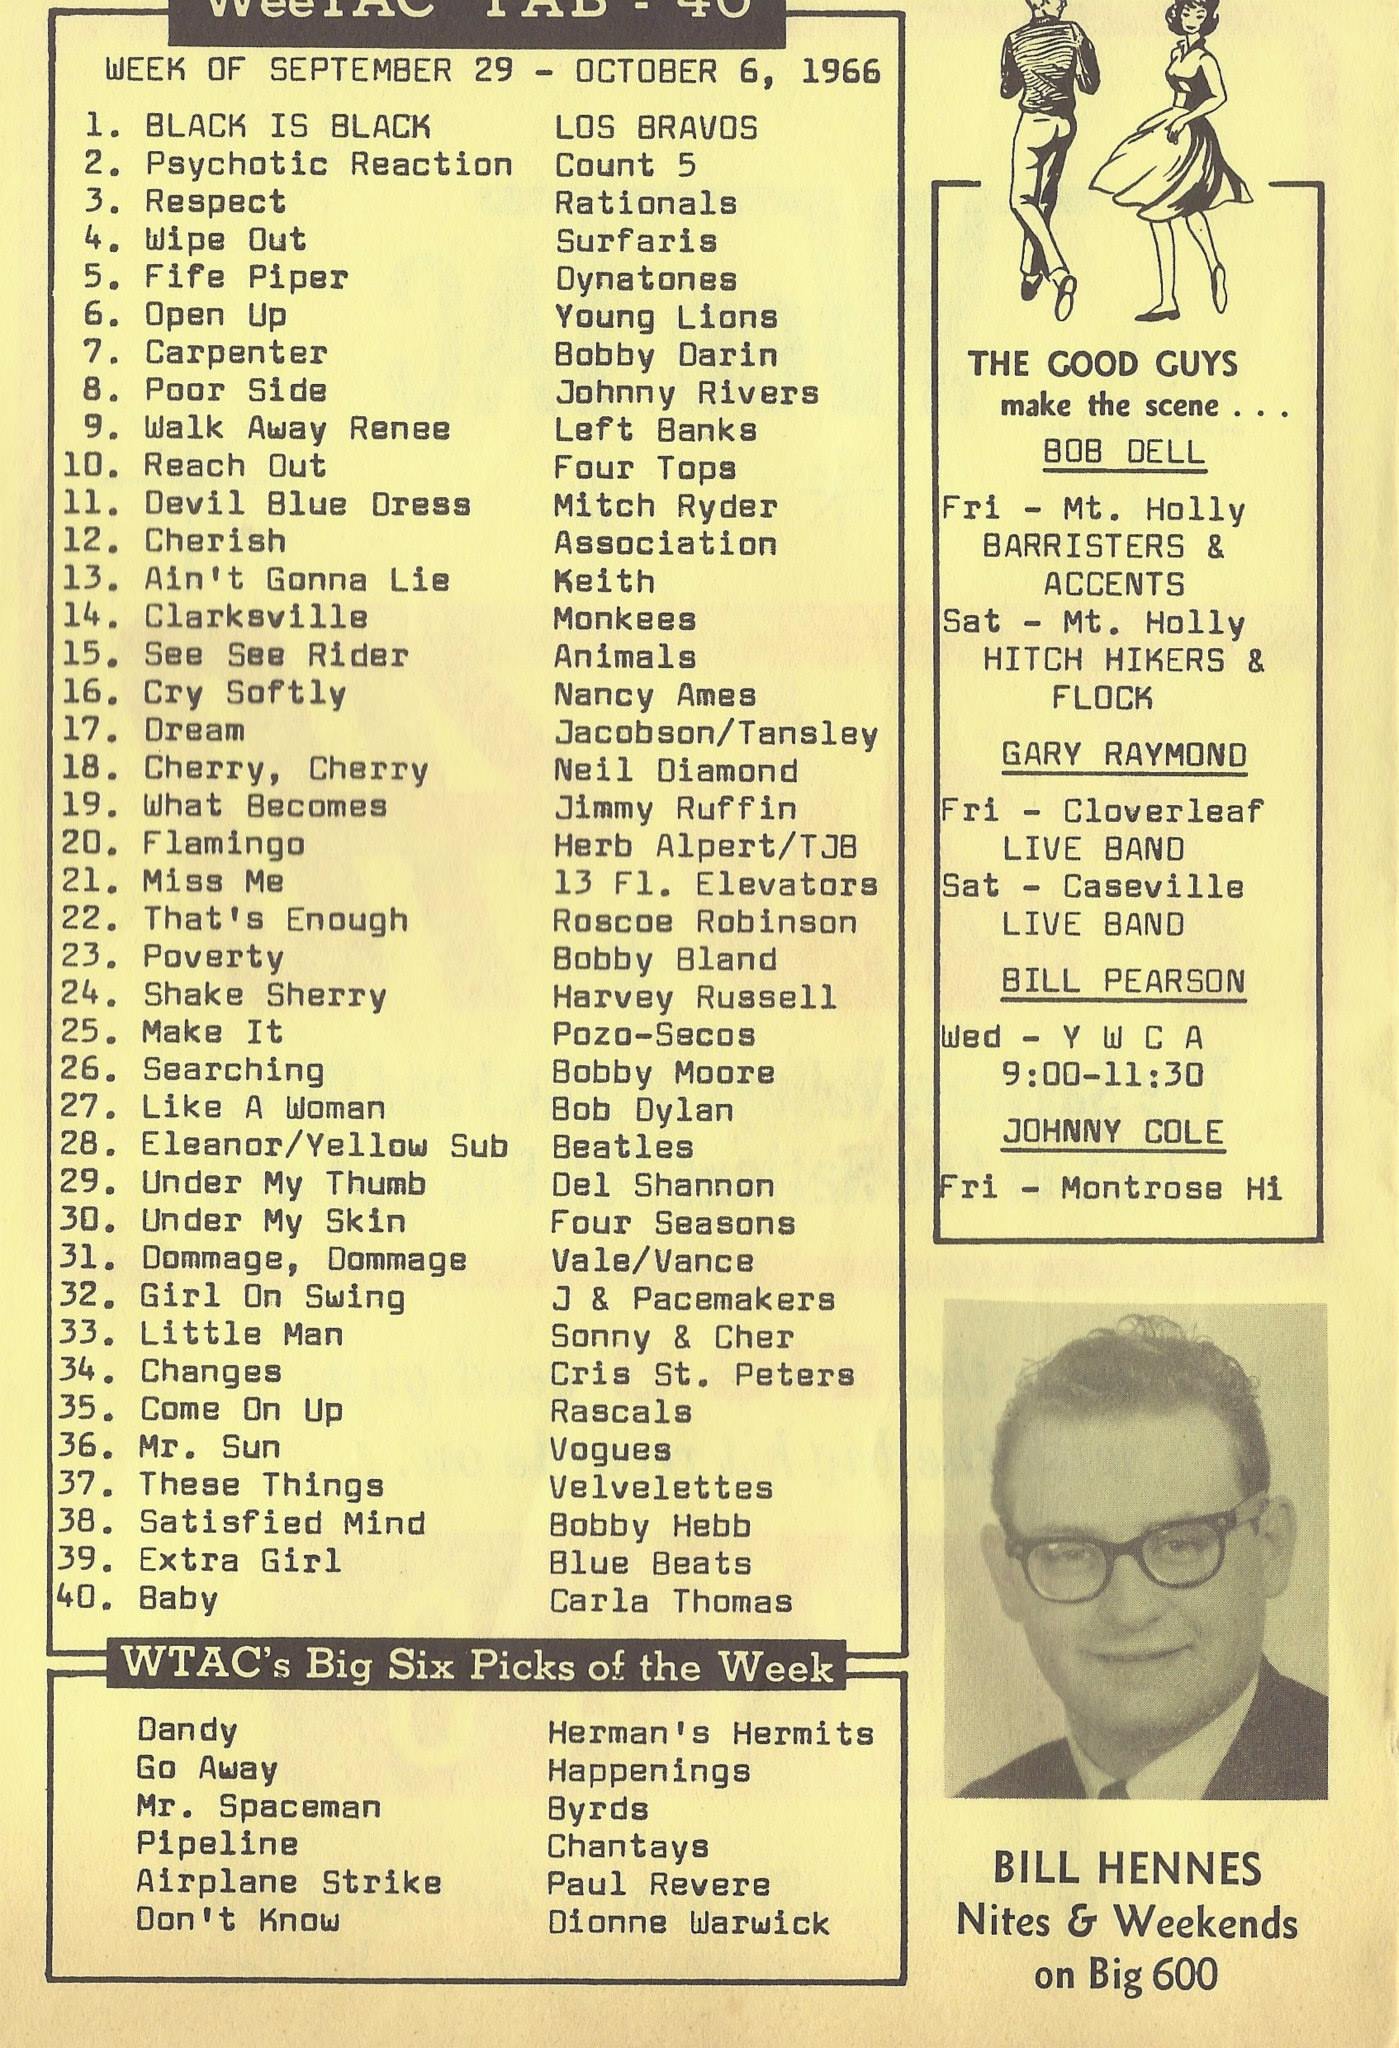 WeeTAC TAB - 40
WEEK OF SEPTEMBER 29 - OCTOBER 6, 1966
1. BLACK IS BLACK LOS BRAVOS
2. Psychotic Reaction Count 5
3. Respect Rationals
4. Wipe Out Surfaris
5. Fife Piper Dynatones
6. Open Up Young Lions
7. Carpenter Bobby Darin
8. Poor Side Johnny Rivers
9. Walk Away Renee Left Banks
10. Reach Out Four Tops
11. Devil Blue Dress Mitch Ryder
12. Cherish Association
13. Ain't Gonna Lie Keith
14. Clarksville Monkees
15. See See Rider Animals
16. Cry Softly Nancy Ames
17. Dream Jacobson/Tansley
18. Cherry, Cherry Neil Diamond
19. What Becomes Jimmy Ruffin
20. Flamingo Herb Alpert/TJB
21. Miss Me 13 Fl. Elevators
22. That's Enough Roscoe Robinson
23. Poverty Bobby Bland
24. Shake Sherry Harvey Russell
25. Make It Pozo-Secos
26. Searching Bobby Moore
27. Like A Woman Bob Dylan
28. Eleanor/Yellow Sub Beatles
29. Under My Thumb Del Shannon
30. Under My Skin Four Seasons
31. Dommage, Dommage Vale/Vance
32. Girl On Swing J & Pacemakers
33. Little Man Sonny & Cher
34. Changes Cris St. Peters
35. Come On Up Rascals
36. Mr. Sun Vogues
37. These Things Velvelettes
38. Satisfied Mind Bobby Hebb
39. Extra Girl Blue Beats
40. Baby Carla Thomas
WTAC's Big Six Picks of the Week
Dandy Herman's Hermits
Go Away Happenings
Mr. Spaceman Byrds
Pipeline Chantays
Airplane Strike Paul Revere
Don't Know Dionne Warwick
THE GOOD GUYS
make the scene . . .
BOB DELL
Fri - Mt. Holly
BARRISTERS &
ACCENTS
Sat - Mt. Holly
HITCH HIKERS &
FLOCK
GARY RAYMOND
Fri - Cloverleaf
LIVE BAND
Sat - Caseville
LIVE BAND
BILL PEARSON
Wed - Y W C A
9:00-11:30
JOHNNY COLE
Fri - Montrose Hi
BILL HENNES
Nites & Weekends
on Big 600